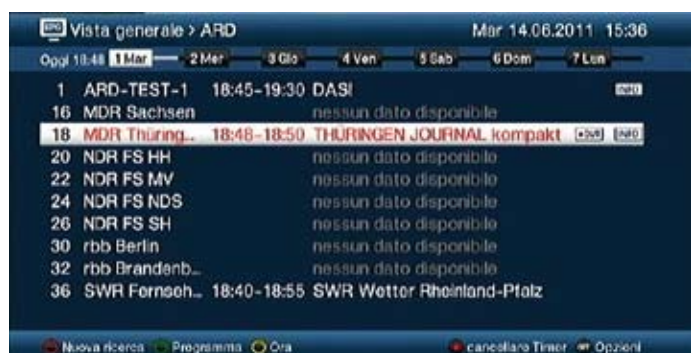 EPG Vista generale > ARD Mar 14.06.2011 15:36
Oggi 18:48 1 Mar 2 Mer 3 Gio 4 Ven 5 Sab 6 Dom 7 Lun
1 ARD-TEST-1 18:45-19:30 DAS! INFO
16 MDR Sachsen nessun dato disponibile
18 MDR Thüring... 18:48-18:50 THÜRINGEN JOURNAL kompakt INFO
20 NDR FS HH nessun dato disponibile
22 NDR FS MV nessun dato disponibile
24 NDR FS NDS nessun dato disponibile
26 NDR FS SH nessun dato disponibile
30 rbb Berlin nessun dato disponibile
32 rbb Brandenb... nessun dato disponibile
36 SWR Fernseh... 18:40-18:55 SWR Wetter Rheinland-Pfalz
Nuova ricerca Programma Ora cancellare Timer Opzioni